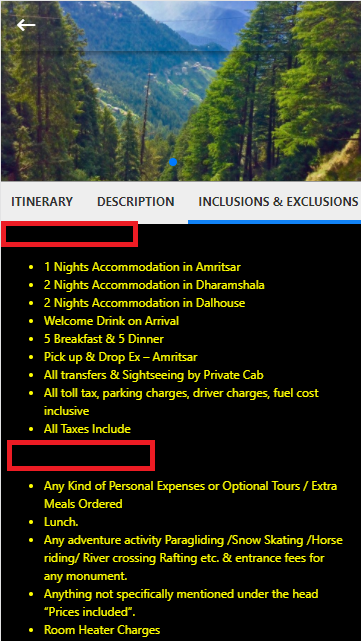 ITINERARY DESCRIPTION INCLUSIONS & EXCLUSIONS
• 1 Nights Accommodation in Amritsar
• 2 Nights Accommodation in Dharamshala
• 2 Nights Accommodation in Dalhouse
• Welcome Drink on Arrival
• 5 Breakfast & 5 Dinner
• Pick up & Drop Ex – Amritsar
• All transfers & Sightseeing by Private Cab
• All toll tax, parking charges, driver charges, fuel cost
inclusive
• All Taxes Include
• Any Kind of Personal Expenses or Optional Tours / Extra
Meals Ordered
• Lunch.
• Any adventure activity Paragliding /Snow Skating /Horse
riding/ River crossing Rafting etc. & entrance fees for
any monument.
• Anything not specifically mentioned under the head
“Prices included”.
• Room Heater Charges